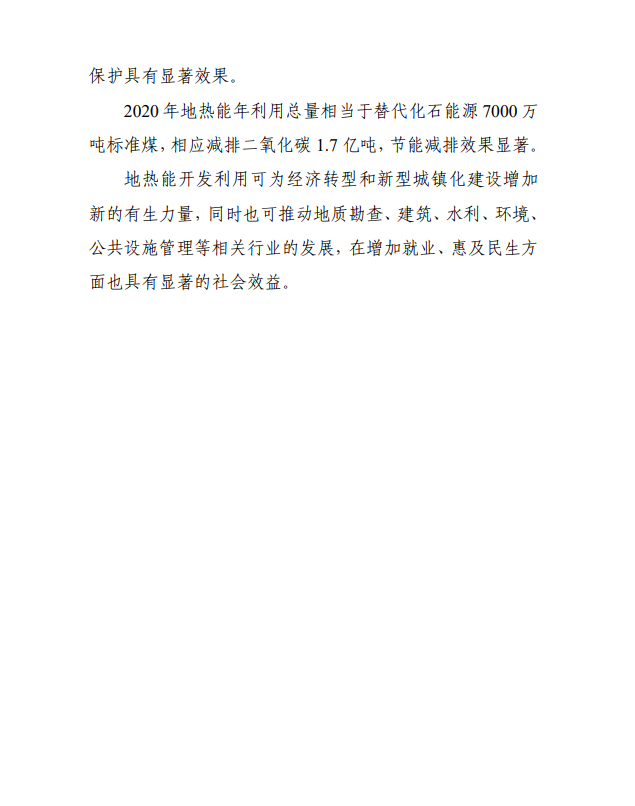 保护具有显著效果。
2020 年地热能年利用总量相当于替代化石能源 7000 万
吨标准煤，相应减排二氧化碳 1.7 亿吨，节能减排效果显著。
地热能开发利用可为经济转型和新型城镇化建设增加
新的有生力量，同时也可推动地质勘查、建筑、水利、环境、
公共设施管理等相关行业的发展，在增加就业、惠及民生方
面也具有显著的社会效益。